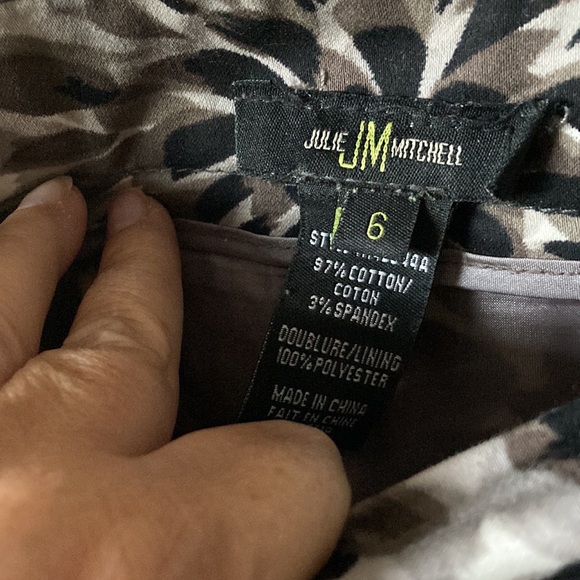 JULIE JM MITCHELL
6
97% COTTON/
COTON
3% SPANDEX
DOUBLURE/LINING
100% POLYESTER
MADE IN CHINA
FAIT EN CHINE